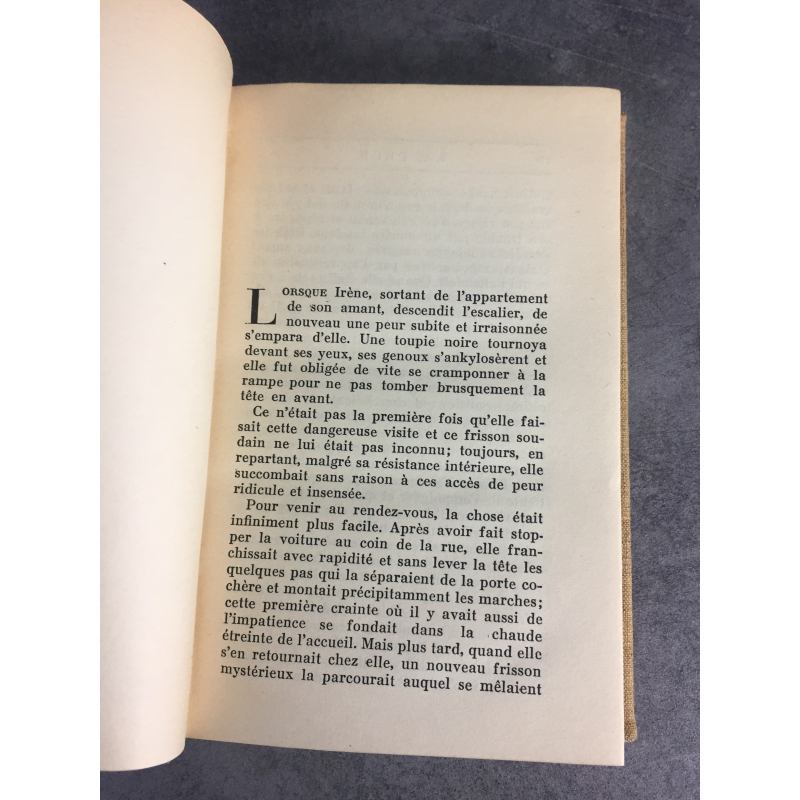 LORSQUE Irène, sortant de l'appartement
de son amant, descendit l'escalier, de
nouveau une peur subite et irraisonnée
s'empara d'elle. Une toupie noire tournoya
devant ses yeux, ses genoux s'ankylosèrent et
elle fut obligée de vite se cramponner à la
rampe pour ne pas tomber brusquement la
tête en avant.
Ce n'était pas la première fois qu'elle fai-
sait cette dangereuse visite et ce frisson sou-
dain ne lui était pas inconnu; toujours, en
repartant, malgré sa résistance intérieure, elle
succombait sans raison à ces accès de peur
ridicule et insensée.
Pour venir au rendez-vous, la chose était
infiniment plus facile. Après avoir fait stop-
per la voiture au coin de la rue, elle fran-
chissait avec rapidité et sans lever la tête les
quelques pas qui la séparaient de la porte co-
chère et montait précipitamment les marches;
cette première crainte où il y avait aussi de
l'impatience se fondait dans la chaude
étreinte de l'accueil. Mais plus tard, quand elle
s'en retournait chez elle, un nouveau frisson
mystérieux la parcourait auquel se mêlaient